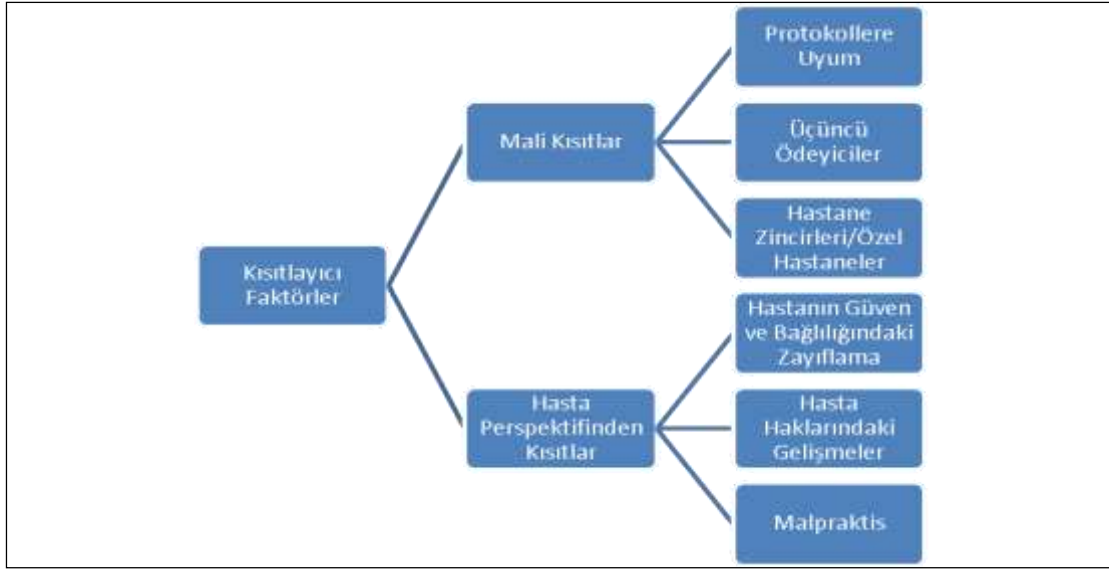 Kısıtlayıcı
Faktörler
Mali Kısıtlar
Protokollere
Uyum
Üçüncü
Ödeyiciler
Hastane
Zincirleri/Özel
Hastaneler
Hasta
Perspektifinden
Kısıtlar
Hastanın Güven
ve Bağlılığındaki
Zayıflama
Hasta
Haklarındaki
Gelişmeler
Malpraktis